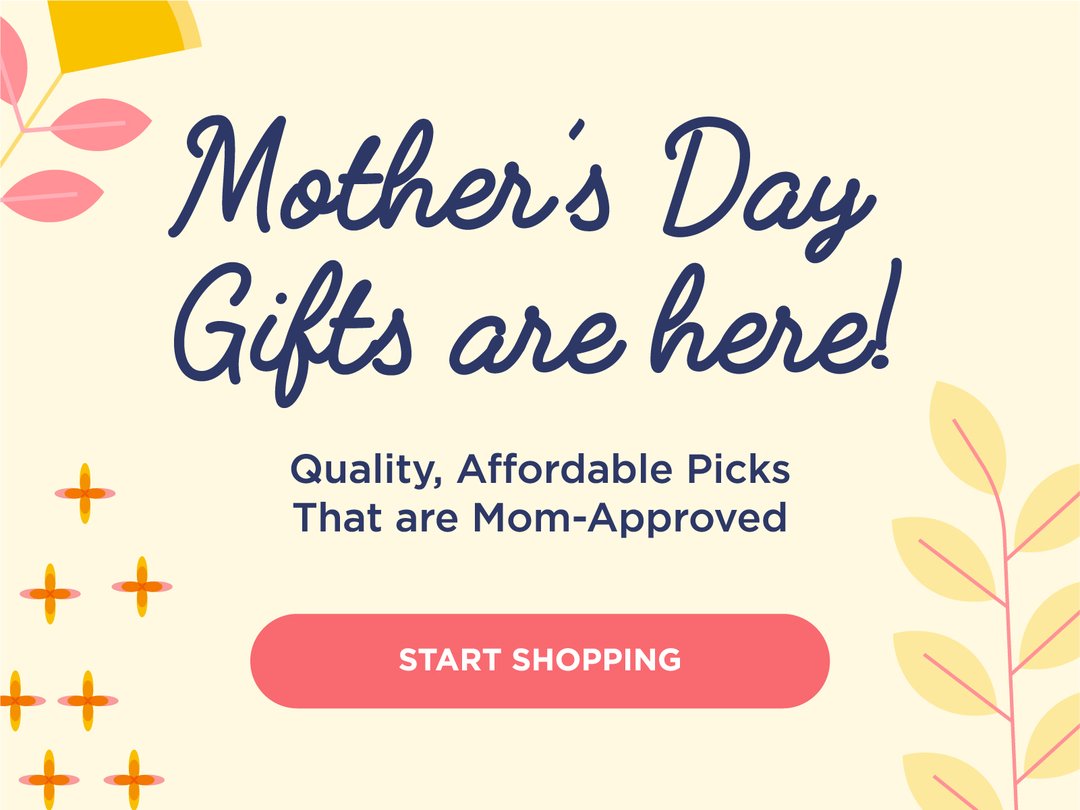 Mother's Day
Gifts are here!
Quality, Affordable Picks
That are Mom-Approved
START SHOPPING